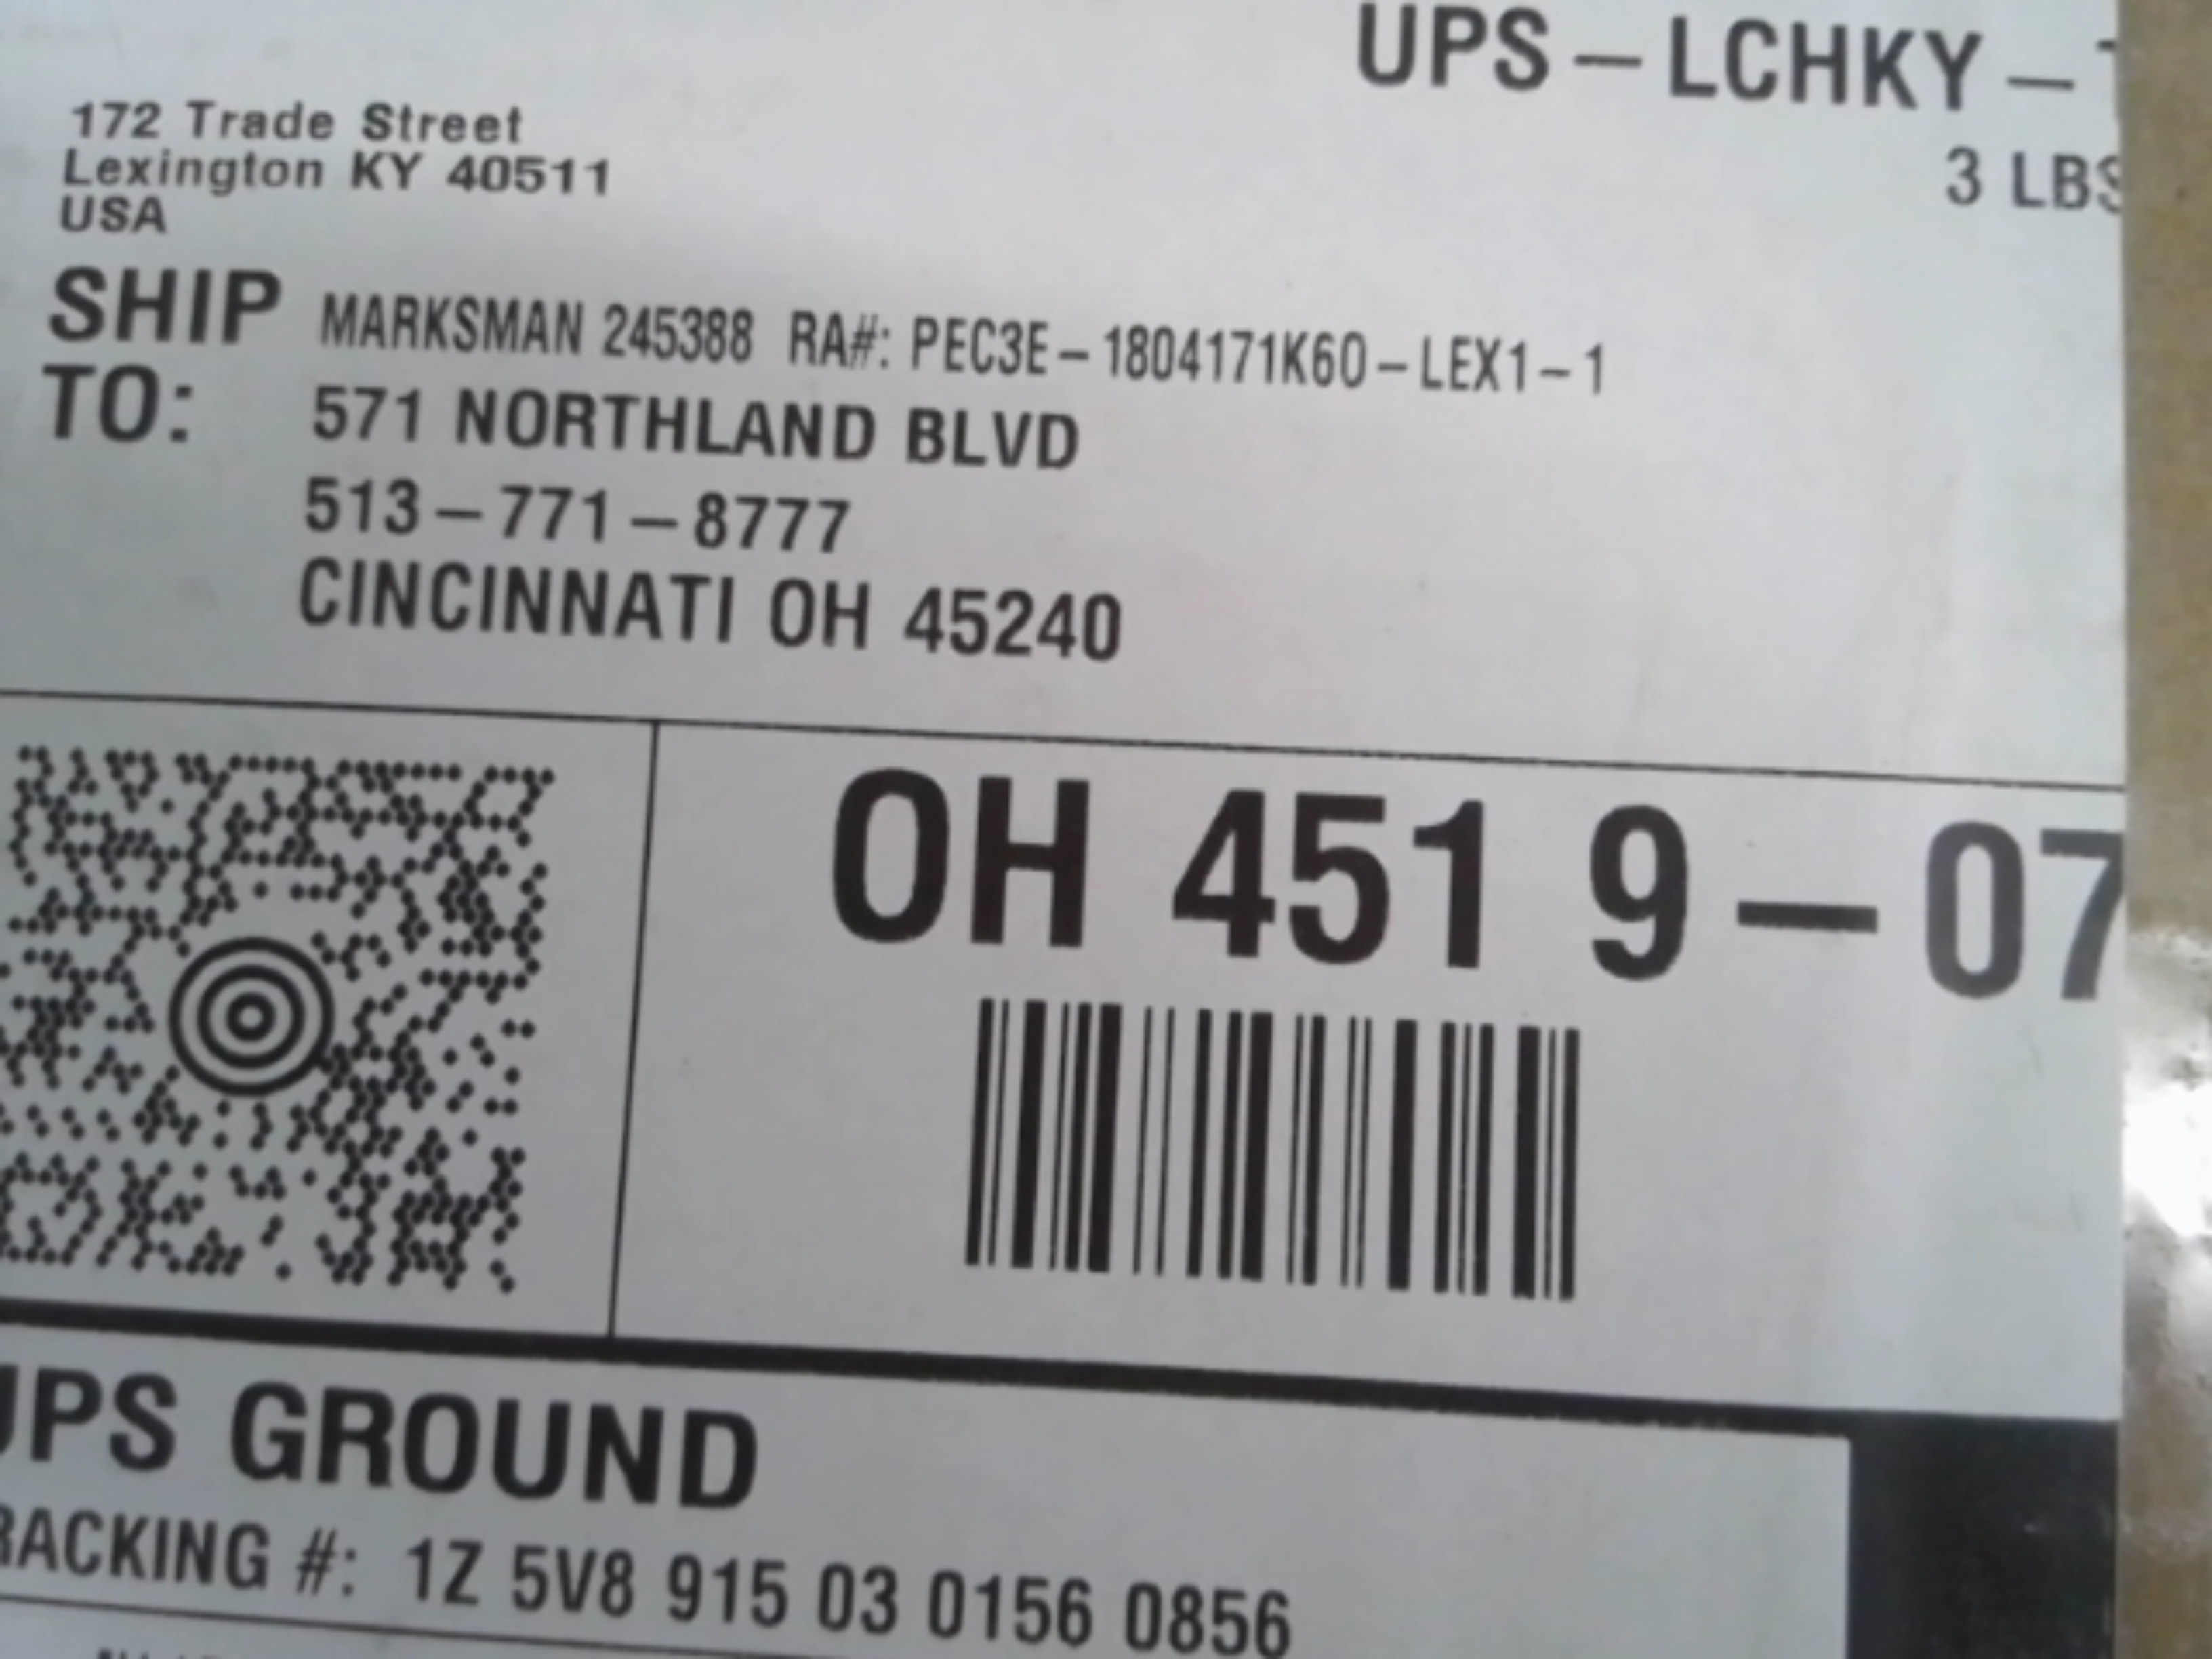 UPS – LCHKY –
3 LBS
172 Trade Street
Lexington KY 40511
USA
SHIP TO: MARKSMAN 245388 RA#: PEC3E – 1804171K60 – LEX1 – 1
571 NORTHLAND BLVD
513 – 771 – 8777
CINCINNATI OH 45240
OH 451 9 – 07
UPS GROUND
RACKING #: 1Z 5V8 915 03 0156 0856